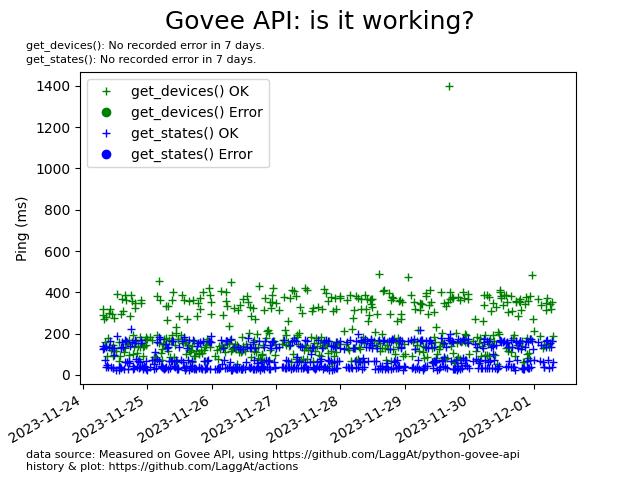 Govee API: is it working?
get_devices(): No recorded error in 7 days.
get_states(): No recorded error in 7 days.
get_devices() OK
get_devices() Error
get_states() OK
get_states() Error
Ping (ms)
1400
1200
1000
800
600
400
200
0
2023-11-24
2023-11-25
2023-11-26
2023-11-27
2023-11-28
2023-11-29
2023-11-30
2023-12-01
data source: Measured on Govee API, using https://github.com/LaggAt/python-govee-api
history & plot: https://github.com/LaggAt/actions